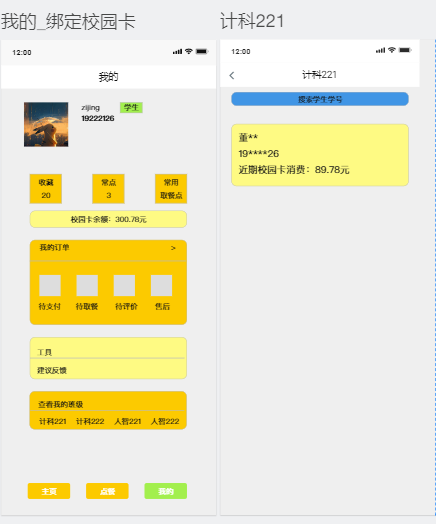 我的_绑定校园卡
12:00
我的
zijing 学生
19222126
收藏 常点 常用
20 3 取餐点
校园卡余额：300.78元
我的订单 >
待支付 待取餐 待评价 售后
工具
建议反馈
查看我的班级
计科221 计科222 人智221 人智222
主页 点餐 我的
计科221
12:00
计科221
搜索学生学号
董**
19****26
近期校园卡消费：89.78元